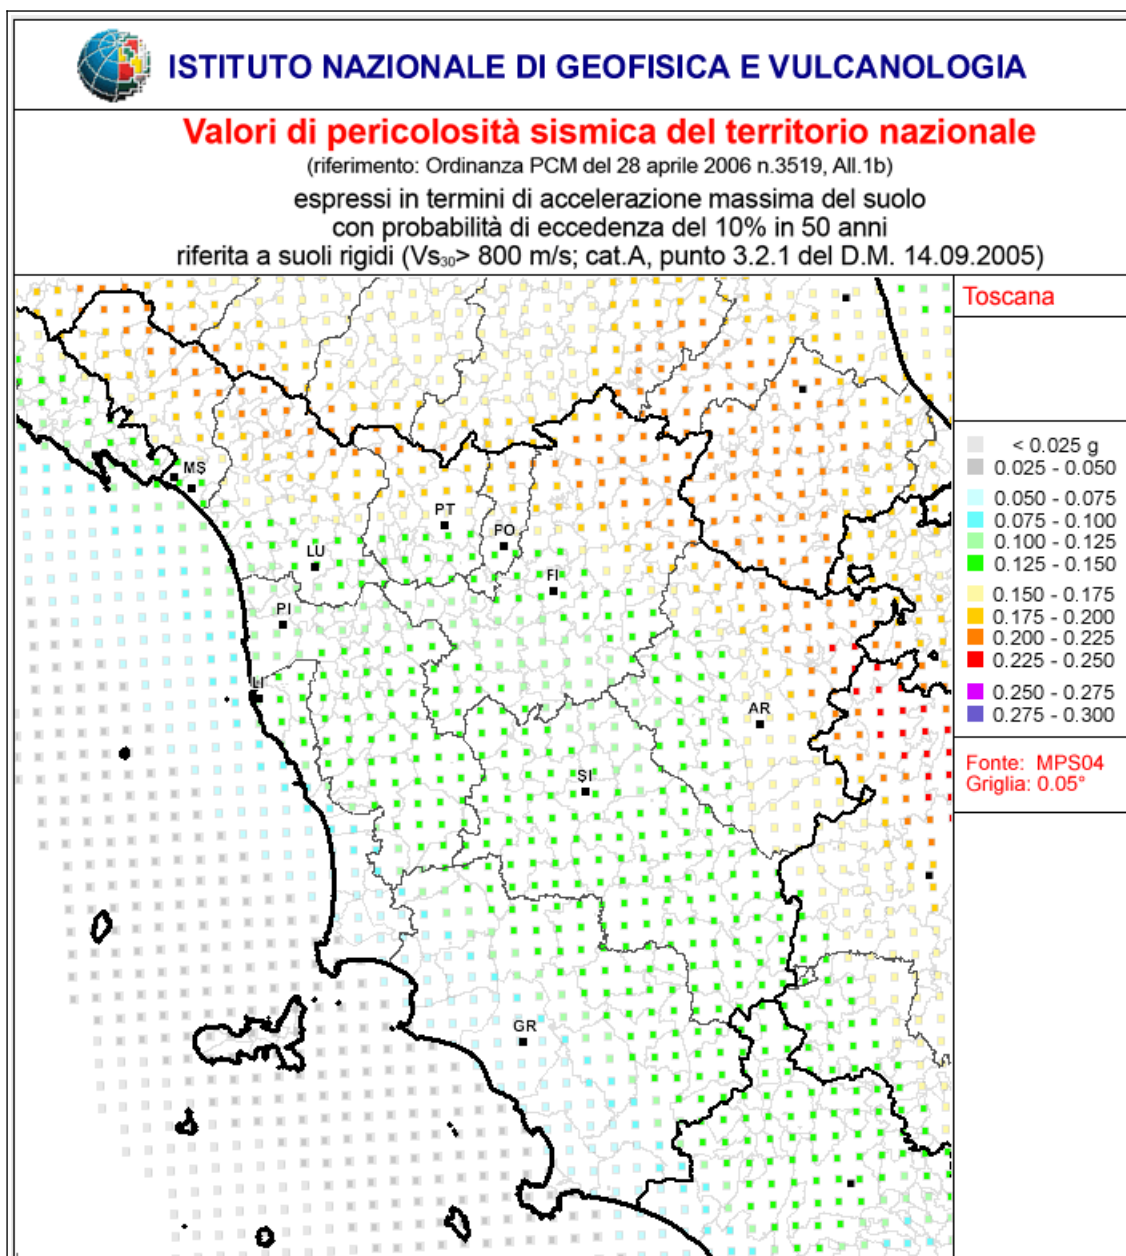 ISTITUTO NAZIONALE DI GEOFISICA E VULCANOLOGIA
Valori di pericolosità sismica del territorio nazionale
(riferimento: Ordinanza PCM del 28 aprile 2006 n.3519, All.1b)
espressi in termini di accelerazione massima del suolo
con probabilità di eccedenza del 10% in 50 anni
riferita a suoli rigidi (Vs30> 800 m/s; cat.A, punto 3.2.1 del D.M. 14.09.2005)
Toscana
< 0.025 g
0.025 - 0.050
0.050 - 0.075
0.075 - 0.100
0.100 - 0.125
0.125 - 0.150
0.150 - 0.175
0.175 - 0.200
0.200 - 0.225
0.225 - 0.250
0.250 - 0.275
0.275 - 0.300
Fonte: MPS04
Griglia: 0.05°
MS
PT
PO
LU
FI
PI
LI
AR
SI
GR